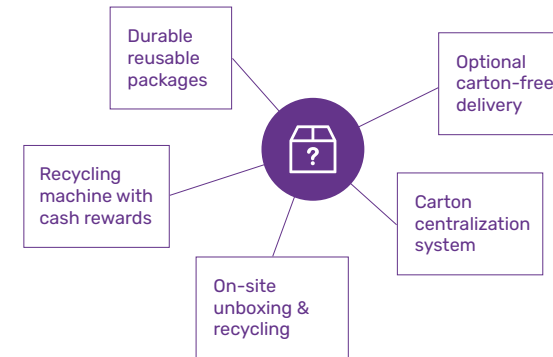 Durable
reusable
packages
Optional
carton-free
delivery
?
Recycling
machine with
cash rewards
Carton
centralization
system
On-site
unboxing &
recycling